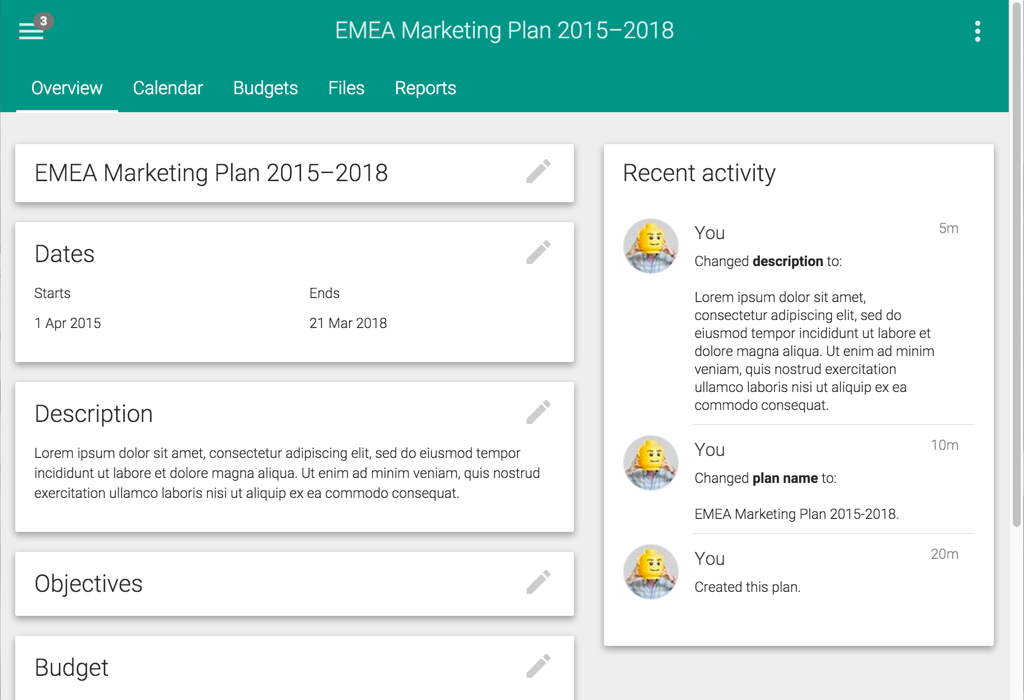 3
EMEA Marketing Plan 2015–2018
Overview Calendar Budgets Files Reports
EMEA Marketing Plan 2015–2018
Dates
Starts Ends
1 Apr 2015 21 Mar 2018
Description
Lorem ipsum dolor sit amet, consectetur adipiscing elit, sed do eiusmod tempor
incididunt ut labore et dolore magna aliqua. Ut enim ad minim veniam, quis nostrud
exercitation ullamco laboris nisi ut aliquip ex ea commodo consequat.
Objectives
Budget
Recent activity
You 5m
Changed description to:
Lorem ipsum dolor sit amet,
consectetur adipiscing elit, sed do
eiusmod tempor incididunt ut labore et
dolore magna aliqua. Ut enim ad minim
veniam, quis nostrud exercitation
ullamco laboris nisi ut aliquip ex ea
commodo consequat.
You 10m
Changed plan name to:
EMEA Marketing Plan 2015-2018.
You 20m
Created this plan.